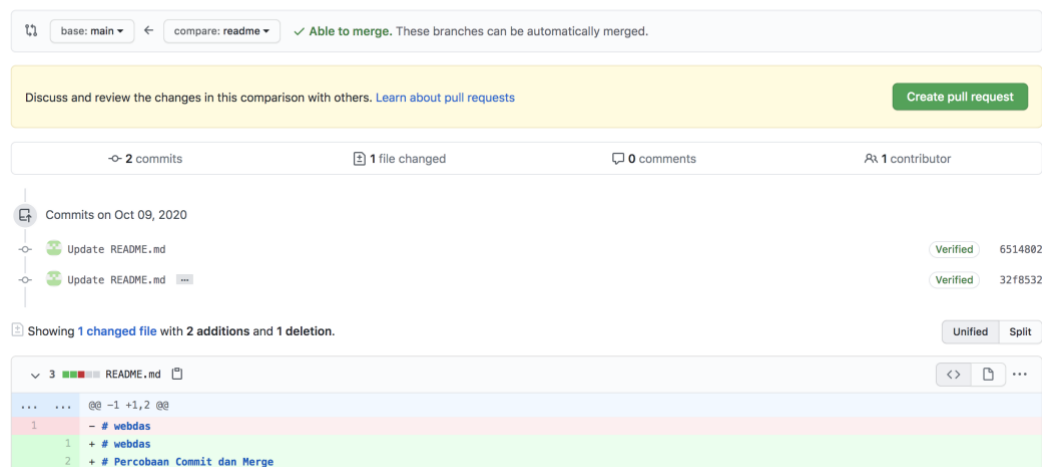 base: main compare: readme Able to merge. These branches can be automatically merged.
Discuss and review the changes in this comparison with others. Learn about pull requests Create pull request
2 commits 1 file changed 0 comments 1 contributor
Commits on Oct 09, 2020
Update README.md Verified 6514802
Update README.md Verified 32f8532
Showing 1 changed file with 2 additions and 1 deletion. Unified Split
3 README.md
... ... @@ -1 +1,2 @@
1 - # webdas
1 + # webdas
2 + # Percobaan Commit dan Merge